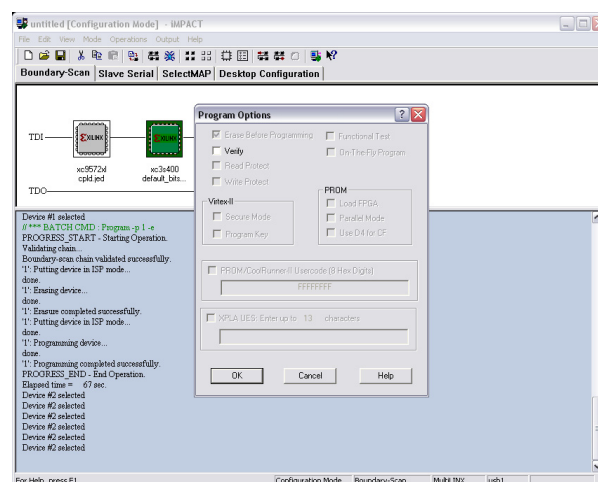 untitled [Configuration Mode] - iMPACT
File Edit View Mode Operations Output Help
Boundary-Scan Slave Serial SelectMAP Desktop Configuration
TDI
XILINX
XILINX
xc9572xl
cpld.jed
xc3s400
default_bits...
TDO
Program Options
Erase Before Programming
Functional Test
Verify
On-The-Fly Program
Read Protect
Write Protect
Virtex-II
Secure Mode
Program Key
PROM
Load FPGA
Parallel Mode
Use D4 for CF
PROM/CoolRunner-II Usercode (8 Hex Digits)
FFFFFFFF
XPLA UES: Enter up to 13 characters
OK Cancel Help
Device #1 selected
// *** BATCH CMD : Program -p 1 -e
PROGRESS_START - Starting Operation.
Validating chain...
Boundary-scan chain validated successfully.
'1': Putting device in ISP mode...
done.
'1': Erasing device...
done.
'1': Erasure completed successfully.
'1': Putting device in ISP mode...
done.
'1': Programming device...
done.
'1': Programming completed successfully.
PROGRESS_END - End Operation.
Elapsed time = 67 sec.
Device #2 selected
Device #2 selected
Device #2 selected
Device #2 selected
Device #2 selected
Device #2 selected
For Help, press F1 Configuration Mode Boundary-Scan MultiLINX usb1